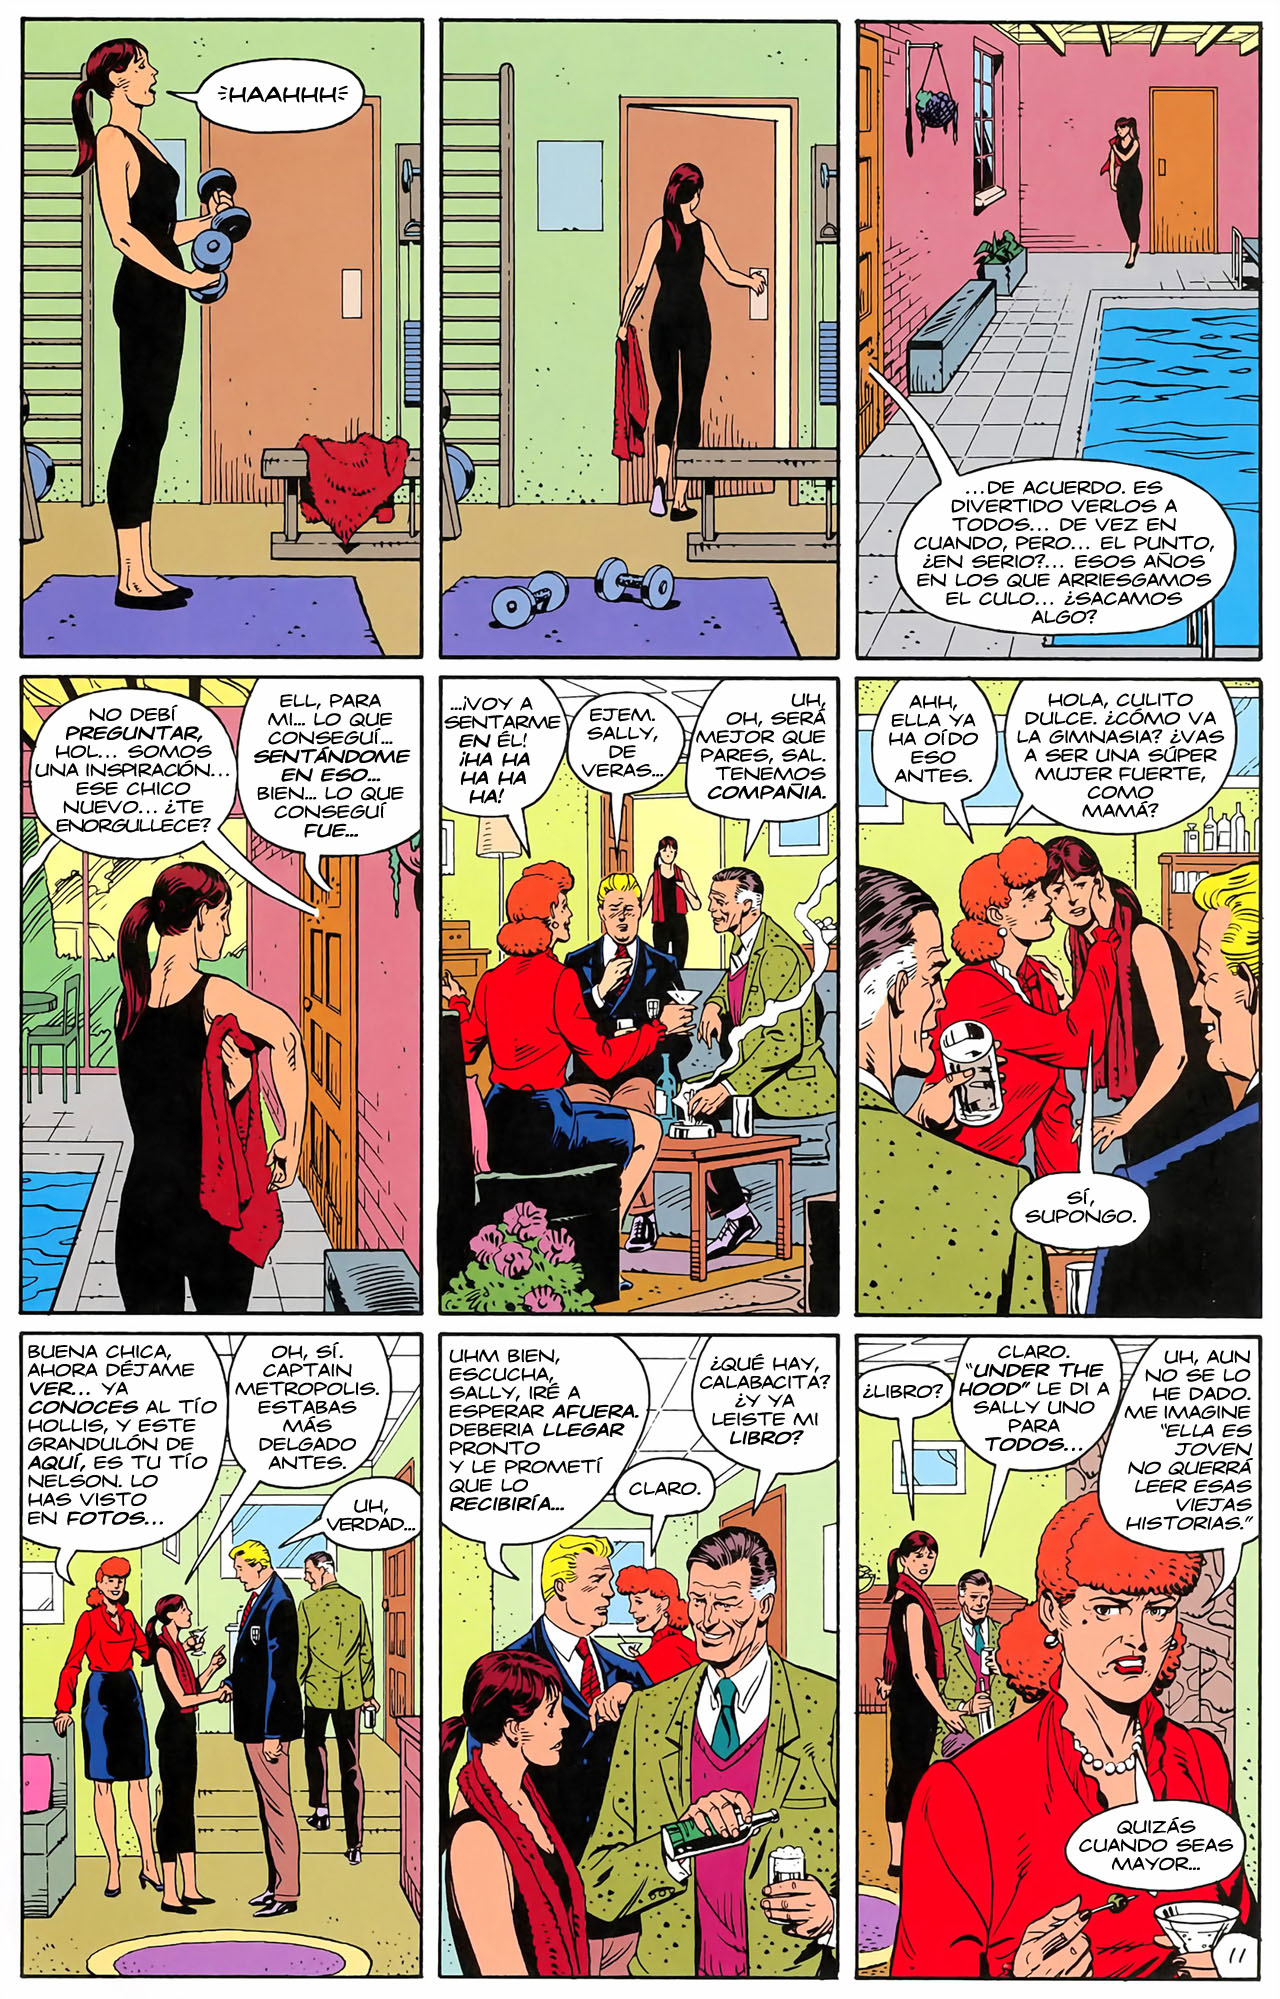 HAAHHH
...DE ACUERDO. ES
DIVERTIDO VERLOS A
TODOS... DE VEZ EN
CUANDO, PERO... EL PUNTO,
¿EN SERIO?... ESOS AÑOS
EN LOS QUE ARRIESGAMOS
EL CULO... ¿SACAMOS
ALGO?
NO DEBÍ
PREGUNTAR,
HOL... SOMOS
UNA INSPIRACIÓN...
ESE CHICO
NUEVO... ¿TE
ENORGULLECE?
ELL, PARA
MI... LO QUE
CONSEGUÍ...
SENTÁNDOME
EN ESO...
BIEN... LO QUE
CONSEGUÍ
FUE...
...¡VOY A
SENTARME
EN ÉL!
¡HA HA
HA HA
HA!
EJEM.
SALLY,
DE
VERAS...
UH,
OH, SERÁ
MEJOR QUE
PARES, SAL.
TENEMOS
COMPAÑIA.
AHH,
ELLA YA
HA OÍDO
ESO
ANTES.
HOLA, CULITO
DULCE. ¿CÓMO VA
LA GIMNASIA? ¿VAS
A SER UNA SÚPER
MUJER FUERTE,
COMO
MAMÁ?
SÍ,
SUPONGO.
BUENA CHICA,
AHORA DÉJAME
VER... YA
CONOCES AL TÍO
HOLLIS, Y ESTE
GRANDULÓN DE
AQUÍ, ES TU TÍO
NELSON. LO
HAS VISTO
EN FOTOS...
OH, SÍ.
CAPTAIN
METROPOLIS.
ESTABAS
MÁS
DELGADO
ANTES.
UH,
VERDAD...
UHM BIEN,
ESCUCHA,
SALLY, IRÉ A
ESPERAR AFUERA.
DEBERIA LLEGAR
PRONTO
Y LE PROMETÍ
QUE LO
RECIBIRÍA...
CLARO.
¿QUÉ HAY,
CALABACITA?
¿Y YA
LEISTE MI
LIBRO?
¿LIBRO?
CLARO.
"UNDER THE
HOOD" LE DI A
SALLY UNO
PARA
TODOS...
UH, AUN
NO SE LO
HE DADO.
ME IMAGINE
"ELLA ES
JOVEN
NO QUERRÁ
LEER ESAS
VIEJAS
HISTORIAS."
QUIZÁS
CUANDO SEAS
MAYOR...
11